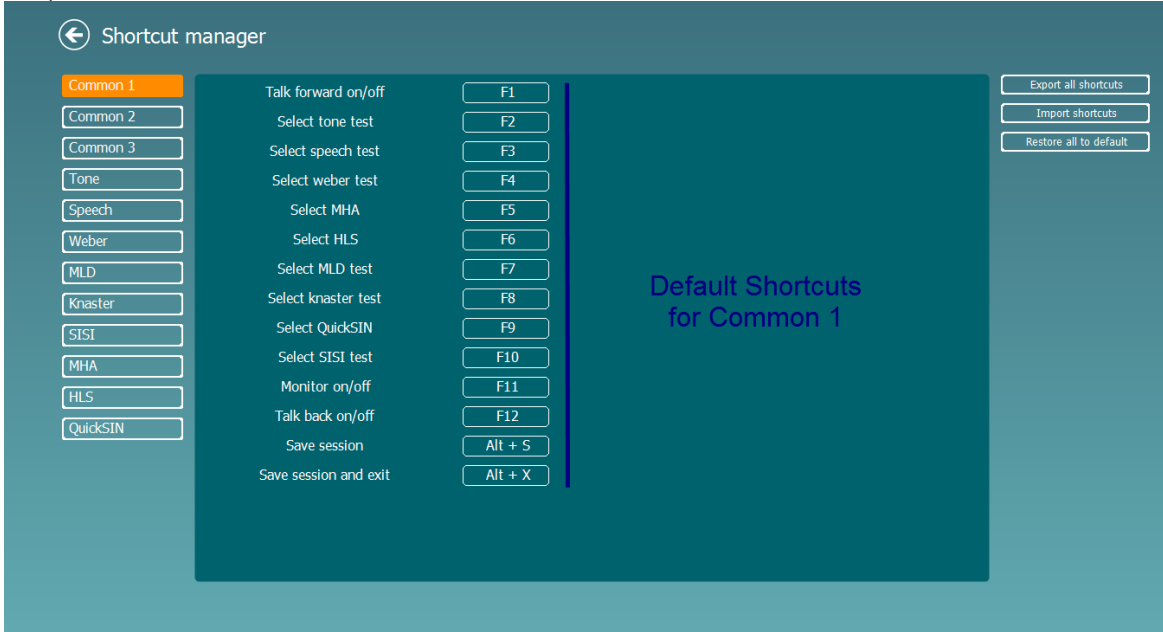 Shortcut manager
Common 1
Common 2
Common 3
Tone
Speech
Weber
MLD
Knaster
SISI
MHA
HLS
QuickSIN
Talk forward on/off F1
Select tone test F2
Select speech test F3
Select weber test F4
Select MHA F5
Select HLS F6
Select MLD test F7
Select knaster test F8
Select QuickSIN F9
Select SISI test F10
Monitor on/off F11
Talk back on/off F12
Save session Alt + S
Save session and exit Alt + X
Default Shortcuts
for Common 1
Export all shortcuts
Import shortcuts
Restore all to default